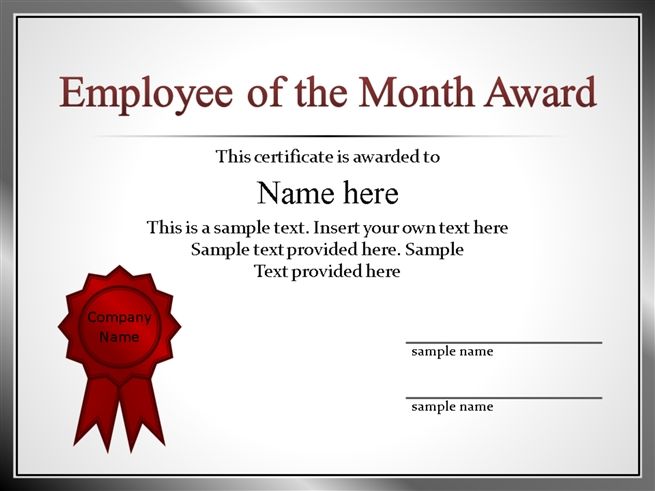 Employee of the Month Award
This certificate is awarded to
Name here
This is a sample text. Insert your own text here
Sample text provided here. Sample
Text provided here
Company
Name
sample name
sample name